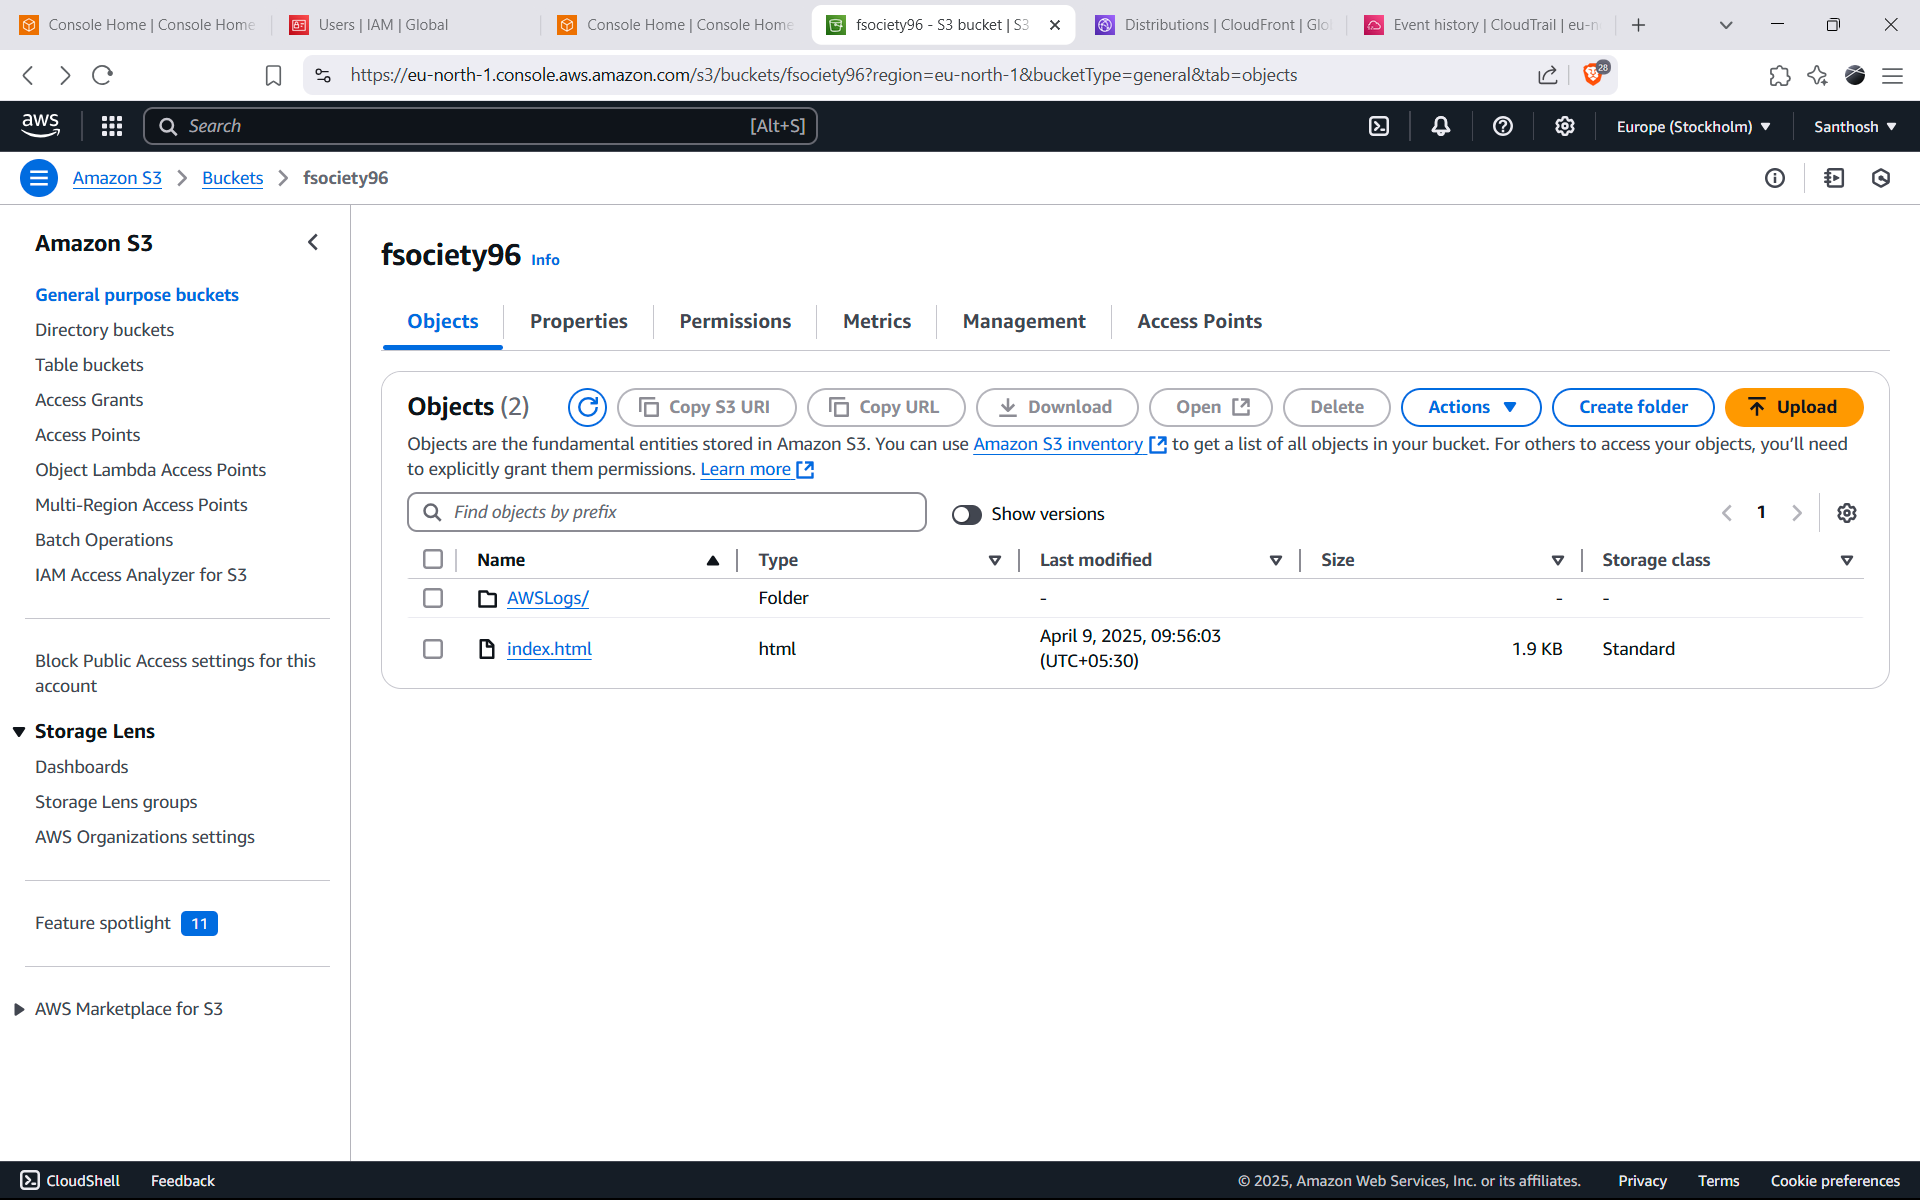 Console Home | Console Home
Users | IAM | Global
Console Home | Console Home
fsociety96 - S3 bucket | S3
Distributions | CloudFront | Glo
Event history | CloudTrail | eu-n
https://eu-north-1.console.aws.amazon.com/s3/buckets/fsociety96?region=eu-north-1&bucketType=general&tab=objects
28
aws
Search
[Alt+S]
Europe (Stockholm)
Santhosh
Amazon S3
Buckets
fsociety96
Amazon S3
General purpose buckets
Directory buckets
Table buckets
Access Grants
Access Points
Object Lambda Access Points
Multi-Region Access Points
Batch Operations
IAM Access Analyzer for S3
Block Public Access settings for this
account
Storage Lens
Dashboards
Storage Lens groups
AWS Organizations settings
Feature spotlight 11
AWS Marketplace for S3
fsociety96 Info
Objects
Properties
Permissions
Metrics
Management
Access Points
Objects (2)
Copy S3 URI
Copy URL
Download
Open
Delete
Actions
Create folder
Upload
Objects are the fundamental entities stored in Amazon S3. You can use Amazon S3 inventory to get a list of all objects in your bucket. For others to access your objects, you’ll need
to explicitly grant them permissions. Learn more
Find objects by prefix
Show versions
1
Name
Type
Last modified
Size
Storage class
AWSLogs/
Folder
-
-
-
index.html
html
April 9, 2025, 09:56:03
(UTC+05:30)
1.9 KB
Standard
CloudShell
Feedback
© 2025, Amazon Web Services, Inc. or its affiliates.
Privacy
Terms
Cookie preferences